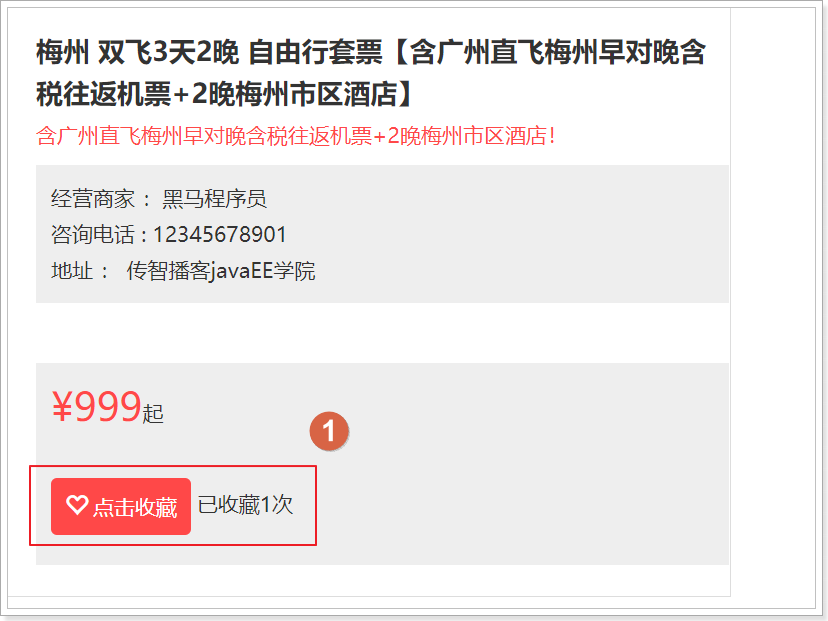 梅州 双飞3天2晚 自由行套票【含广州直飞梅州早对晚含
税往返机票+2晚梅州市区酒店】
含广州直飞梅州早对晚含税往返机票+2晚梅州市区酒店！
经营商家 ： 黑马程序员
咨询电话 : 12345678901
地址 ： 传智播客javaEE学院
¥999起
1
点击收藏 已收藏1次